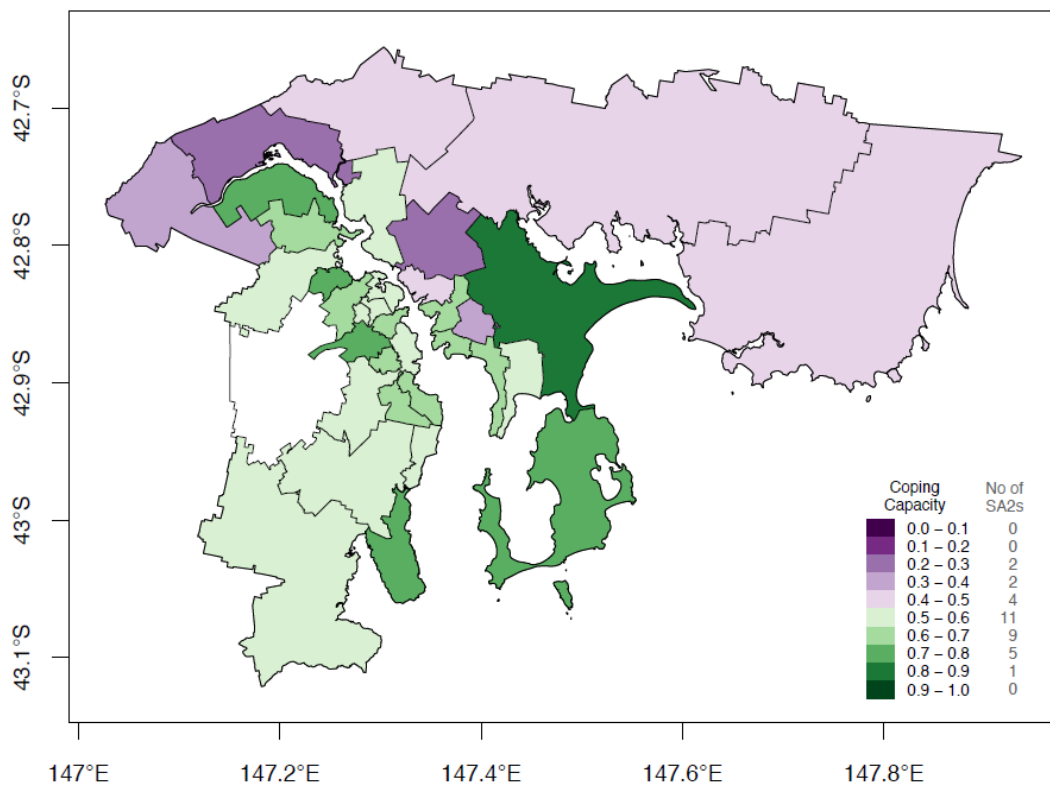 42.7°S
42.8°S
42.9°S
43°S
43.1°S
147°E 147.2°E 147.4°E 147.6°E 147.8°E
Coping Capacity No of SA2s
0.0 – 0.1 0
0.1 – 0.2 0
0.2 – 0.3 2
0.3 – 0.4 2
0.4 – 0.5 4
0.5 – 0.6 11
0.6 – 0.7 9
0.7 – 0.8 5
0.8 – 0.9 1
0.9 – 1.0 0